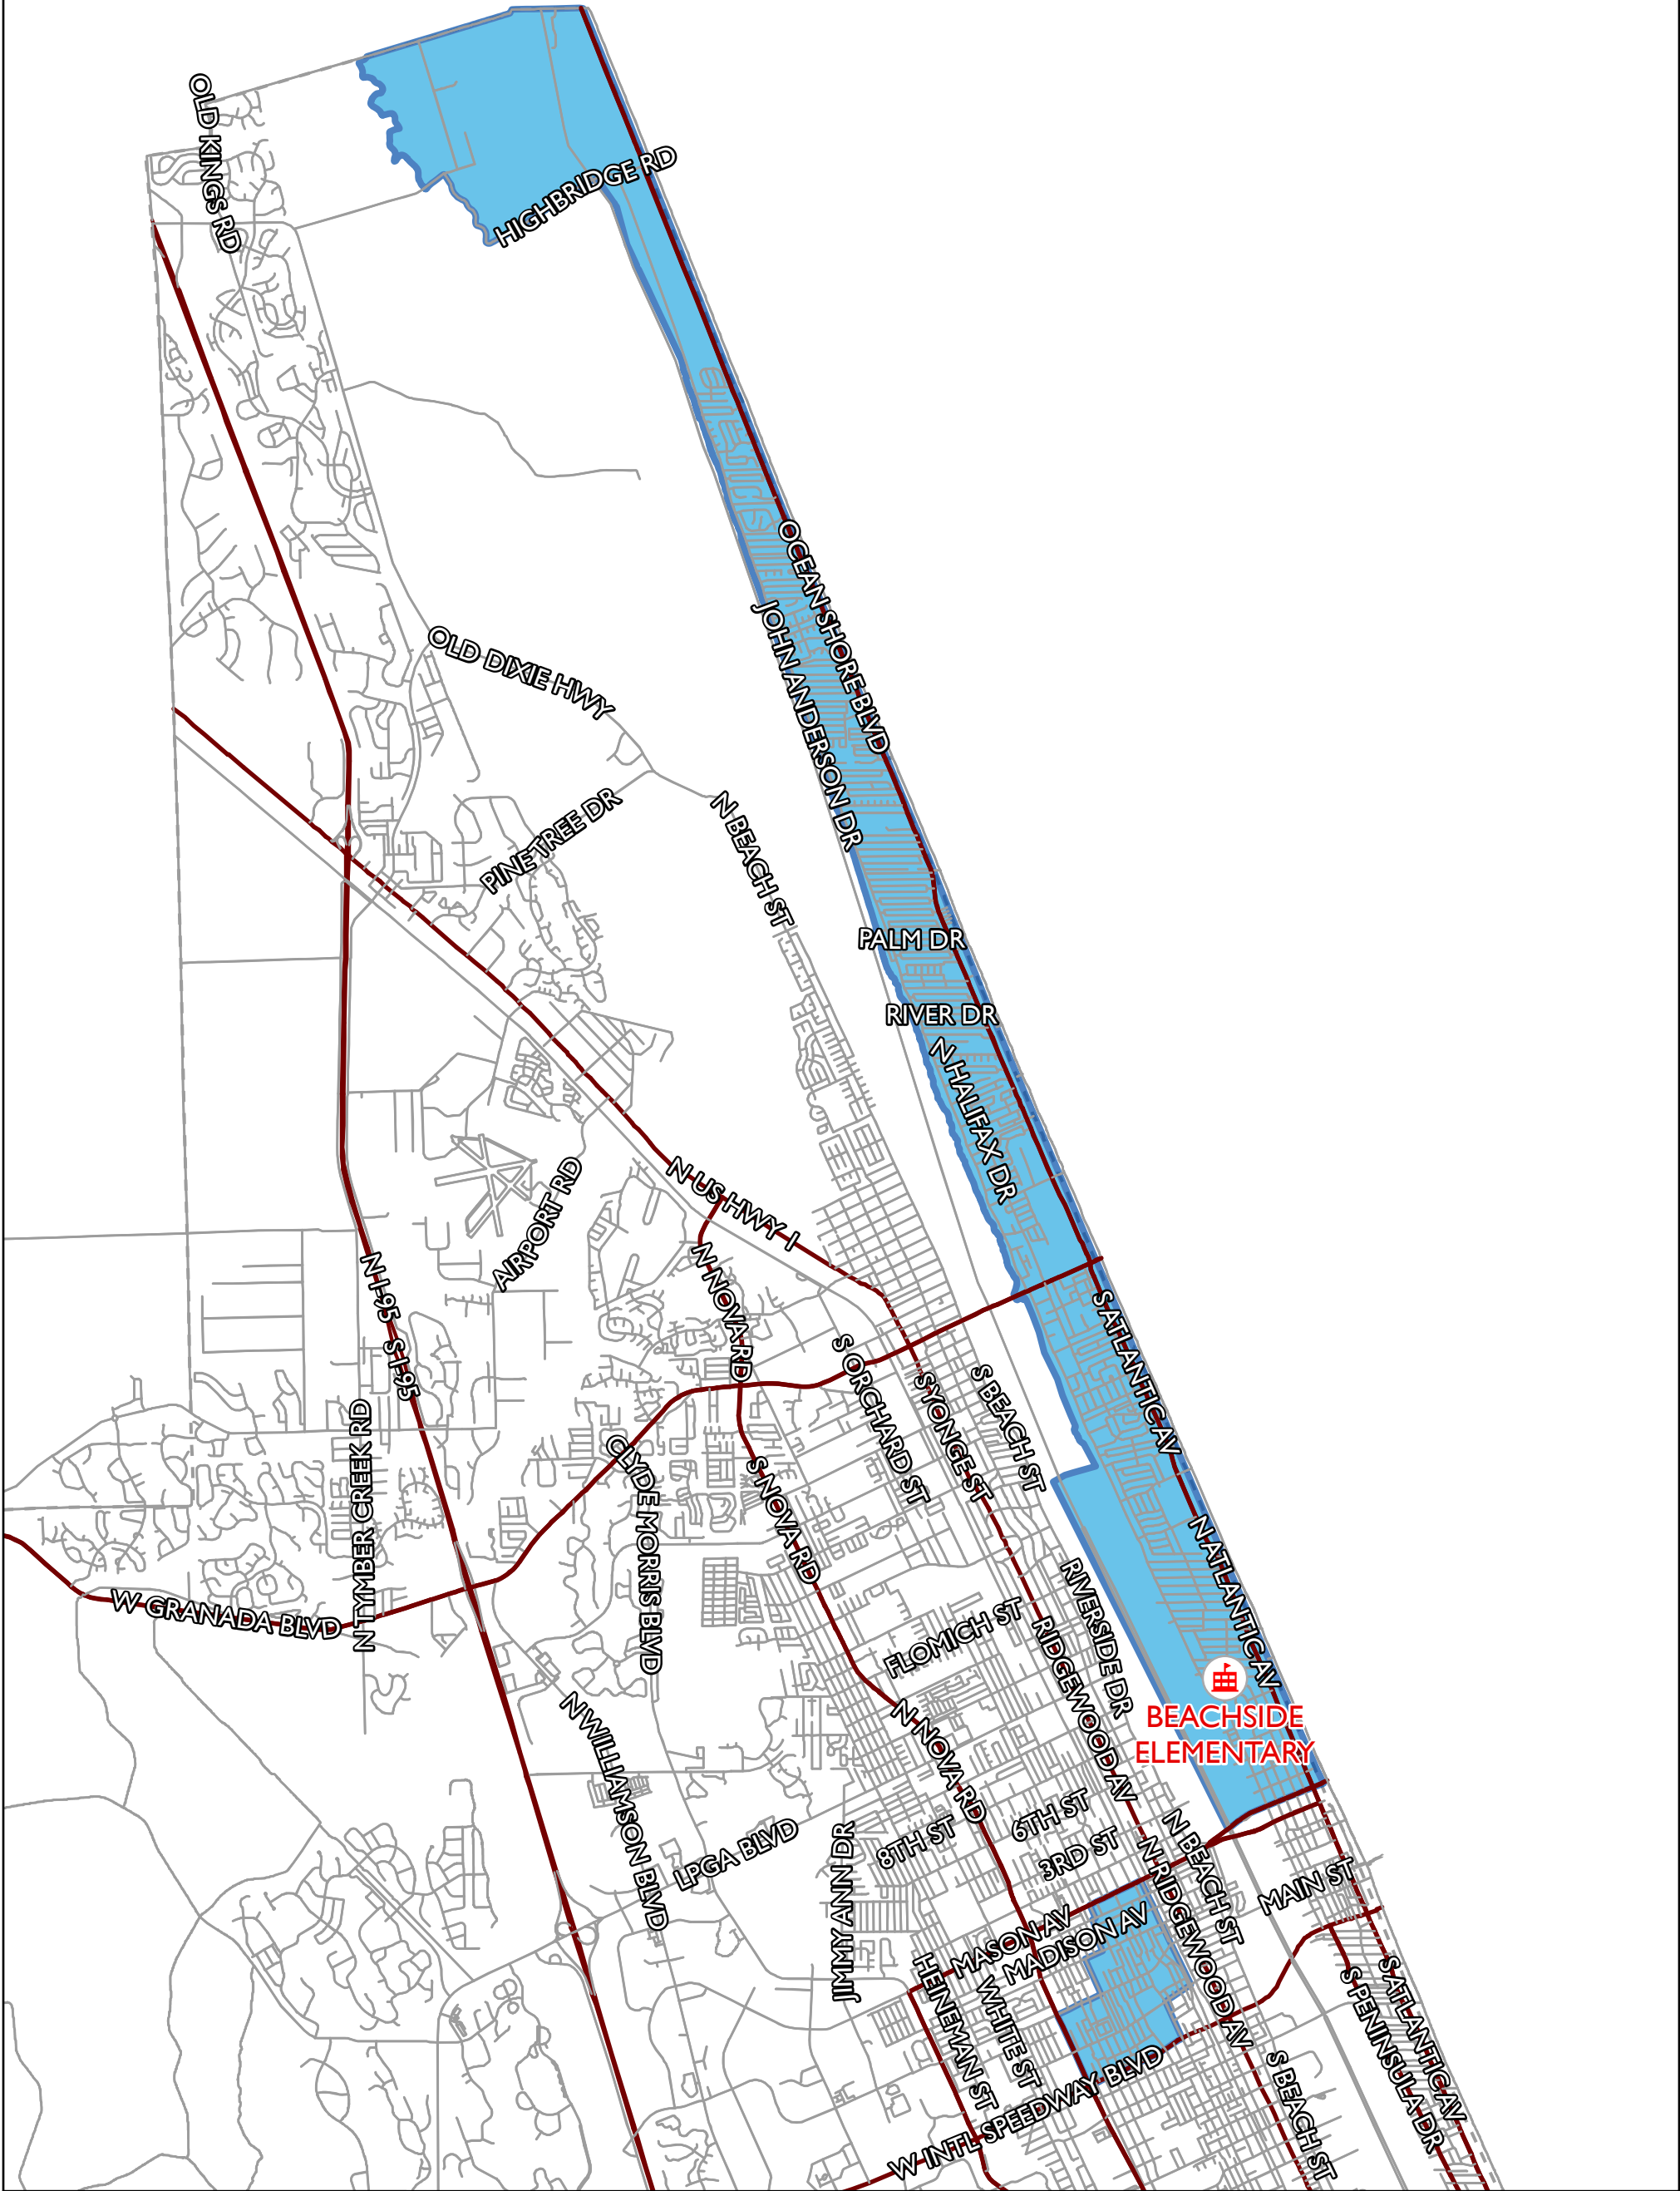 OLD KINGS RD
HIGHBRIDGE RD
OCEAN SHORE BLVD
JOHN ANDERSON DR
OLD DIXIE HWY
PINE TREE DR
N BEACH ST
PALM DR
RIVER DR
N HALIFAX DR
N US HWY 1
AIRPORT RD
N NOVA RD
N I-95
S I-95
S ATLANTIC AV
S ORCHARD ST
S YONGE ST
S BEACH ST
N TYMBER CREEK RD
CLYDE MORRIS BLVD
S NOVA RD
N ATLANTIC AV
W GRANADA BLVD
FLOMICH ST
RIDGEWOOD AV
RIVERSIDE DR
BEACHSIDE
ELEMENTARY
N WILLIAMSON BLVD
N NOVA RD
LPGA BLVD
JIMMY ANN DR
8TH ST
6TH ST
3RD ST
N BEACH ST
N RIDGEWOOD AV
MAIN ST
MASON AV
MADISON AV
HEINEMAN ST
WHITE ST
W INTL SPEEDWAY BLVD
S BEACH ST
S PENINSULA DR
S ATLANTIC AV